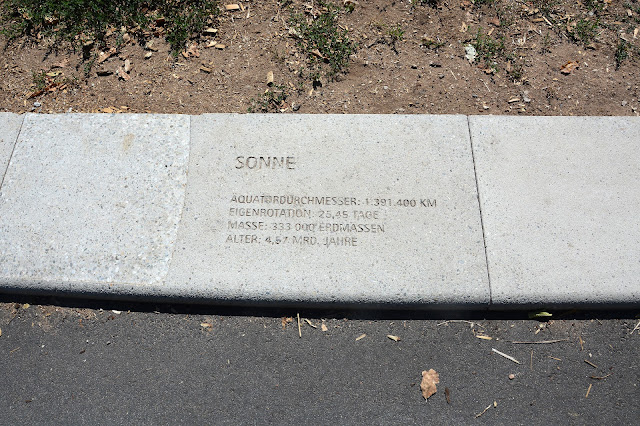 SONNE
ÄQUATORDURCHMESSER: 1.391.400 KM
EIGENROTATION: 25,45 TAGE
MASSE: 333 000 ERDMASSEN
ALTER: 4,57 MRD. JAHRE